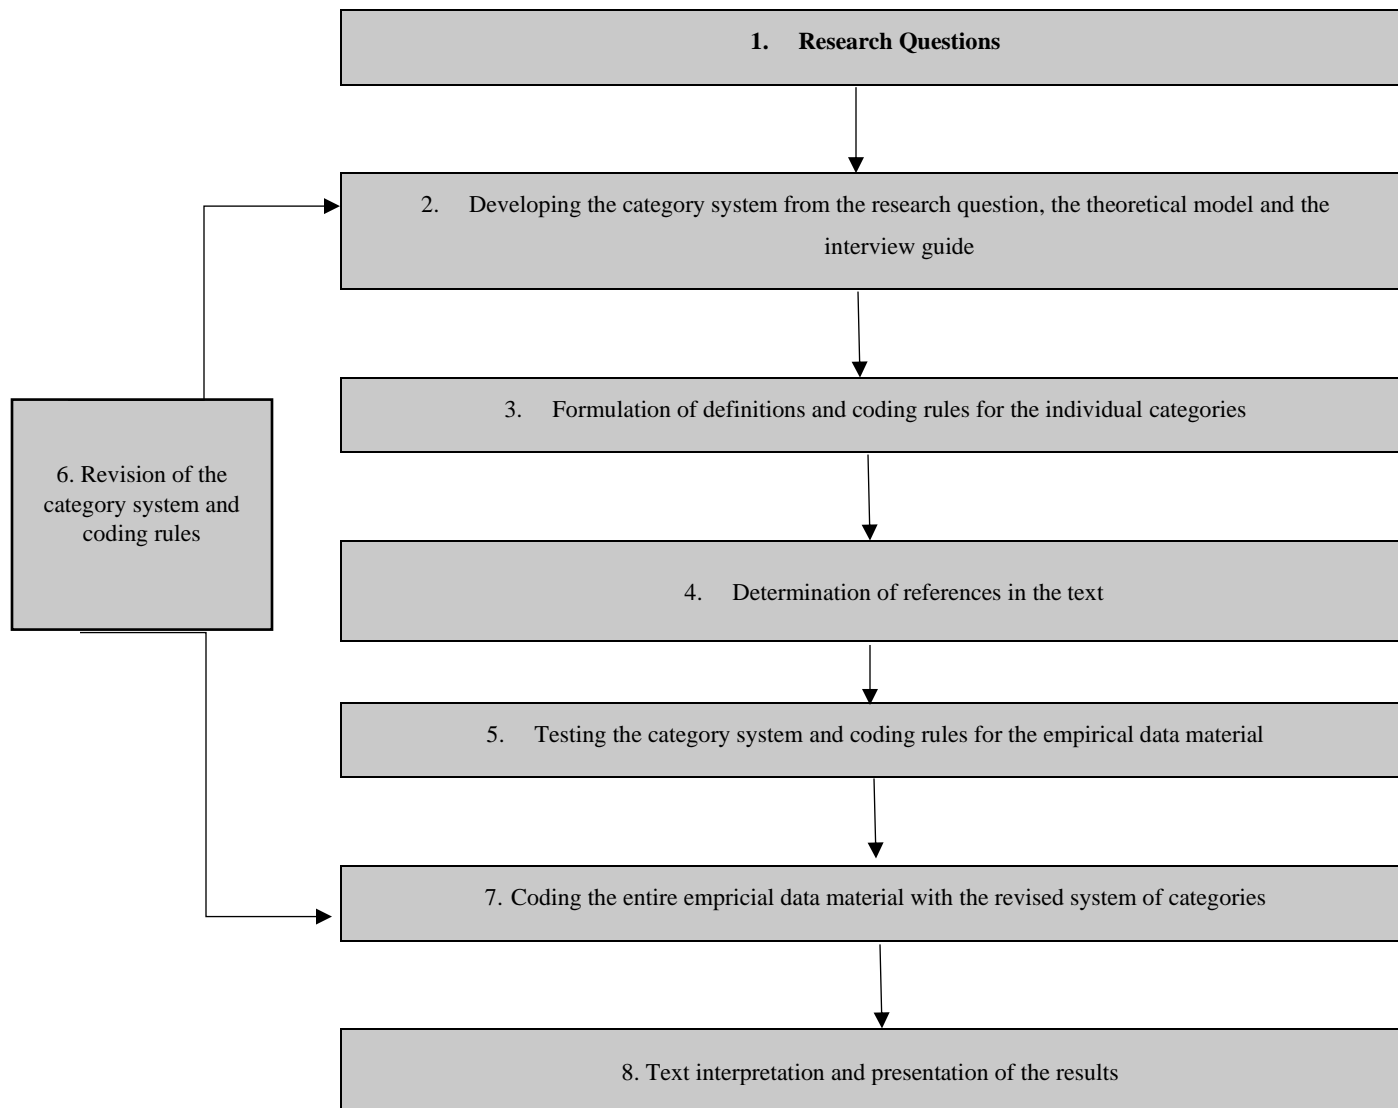 1. Research Questions
2. Developing the category system from the research question, the theoretical model and the
interview guide
3. Formulation of definitions and coding rules for the individual categories
6. Revision of the
category system and
coding rules
4. Determination of references in the text
5. Testing the category system and coding rules for the empirical data material
7. Coding the entire empricial data material with the revised system of categories
8. Text interpretation and presentation of the results